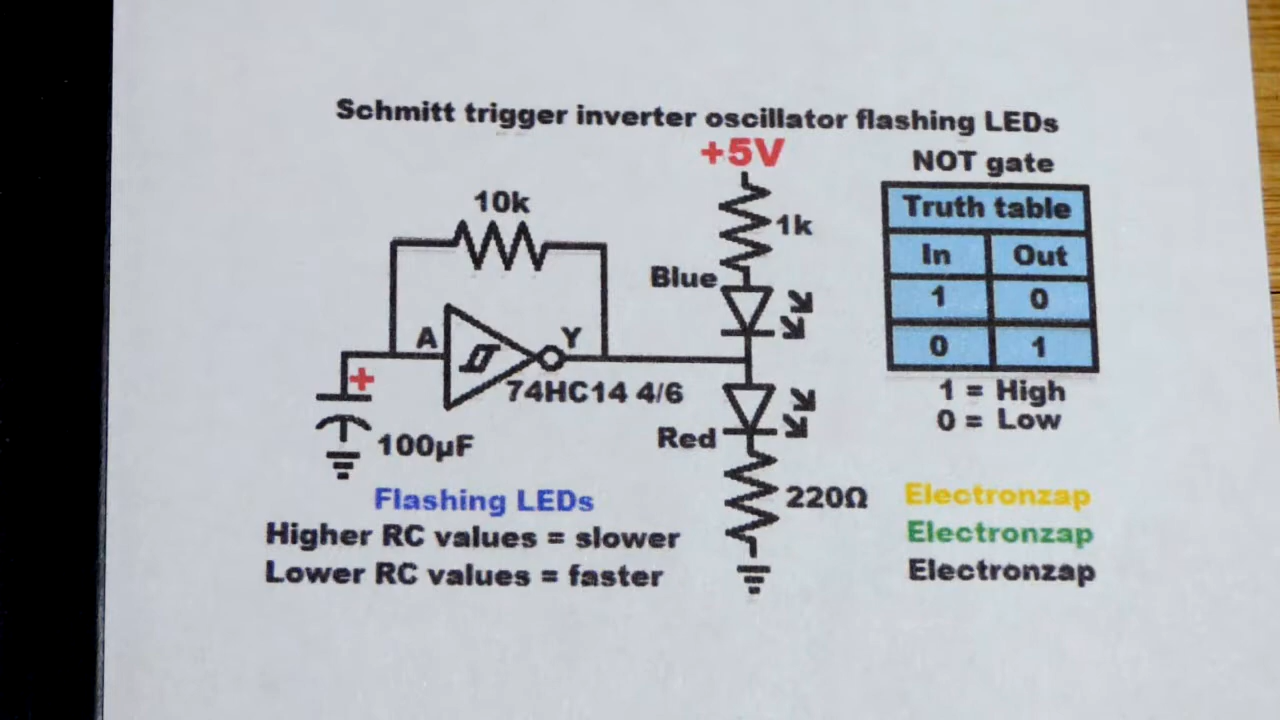 Schmitt trigger inverter oscillator flashing LEDs
+5V
NOT gate
Truth table
In Out
1 0
0 1
1 = High
0 = Low
10k
1k
Blue
A
Y
+
74HC14 4/6
100µF
Red
220Ω
Flashing LEDs
Higher RC values = slower
Lower RC values = faster
Electronzap
Electronzap
Electronzap